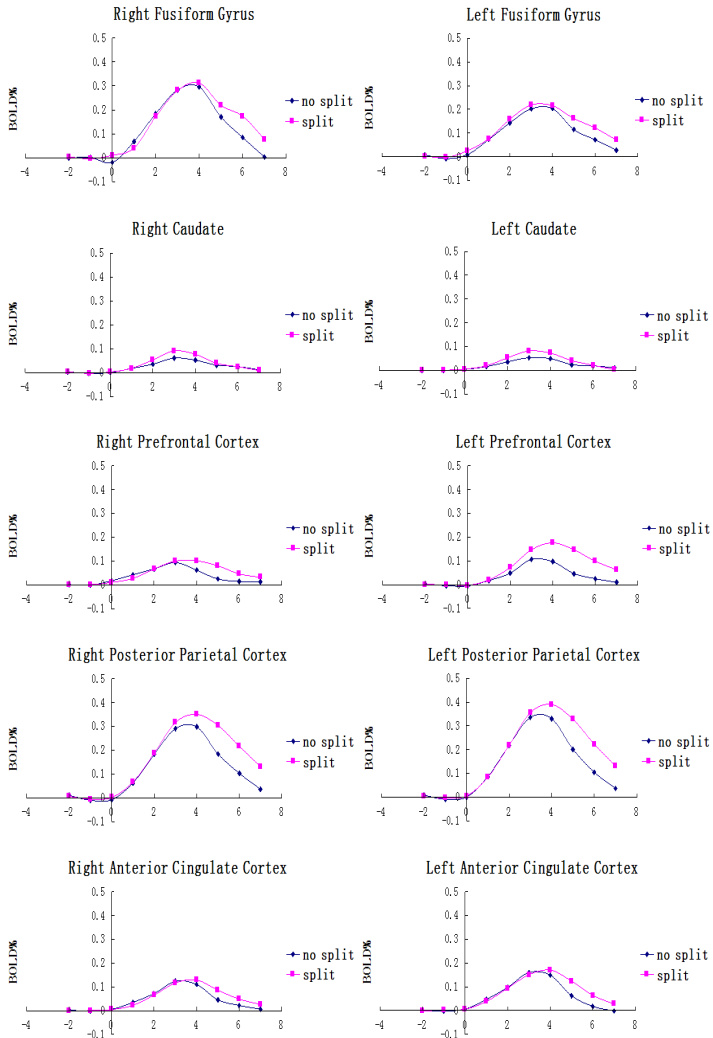 Right Fusiform Gyrus
BOLD%
0.5
0.4
0.3
0.2
0.1
0
-0.1
-4 -2 0 2 4 6 8
no split
split
Left Fusiform Gyrus
BOLD%
0.5
0.4
0.3
0.2
0.1
0
-0.1
-4 -2 0 2 4 6 8
no split
split
Right Caudate
BOLD%
0.5
0.4
0.3
0.2
0.1
0
-0.1
-4 -2 0 2 4 6 8
no split
split
Left Caudate
BOLD%
0.5
0.4
0.3
0.2
0.1
0
-0.1
-4 -2 0 2 4 6 8
no split
split
Right Prefrontal Cortex
BOLD%
0.5
0.4
0.3
0.2
0.1
0
-0.1
-4 -2 0 2 4 6 8
no split
split
Left Prefrontal Cortex
BOLD%
0.5
0.4
0.3
0.2
0.1
0
-0.1
-4 -2 0 2 4 6 8
no split
split
Right Posterior Parietal Cortex
BOLD%
0.5
0.4
0.3
0.2
0.1
0
-0.1
-4 -2 0 2 4 6 8
no split
split
Left Posterior Parietal Cortex
BOLD%
0.5
0.4
0.3
0.2
0.1
0
-0.1
-4 -2 0 2 4 6 8
no split
split
Right Anterior Cingulate Cortex
BOLD%
0.5
0.4
0.3
0.2
0.1
0
-0.1
-4 -2 0 2 4 6 8
no split
split
Left Anterior Cingulate Cortex
BOLD%
0.5
0.4
0.3
0.2
0.1
0
-0.1
-4 -2 0 2 4 6 8
no split
split